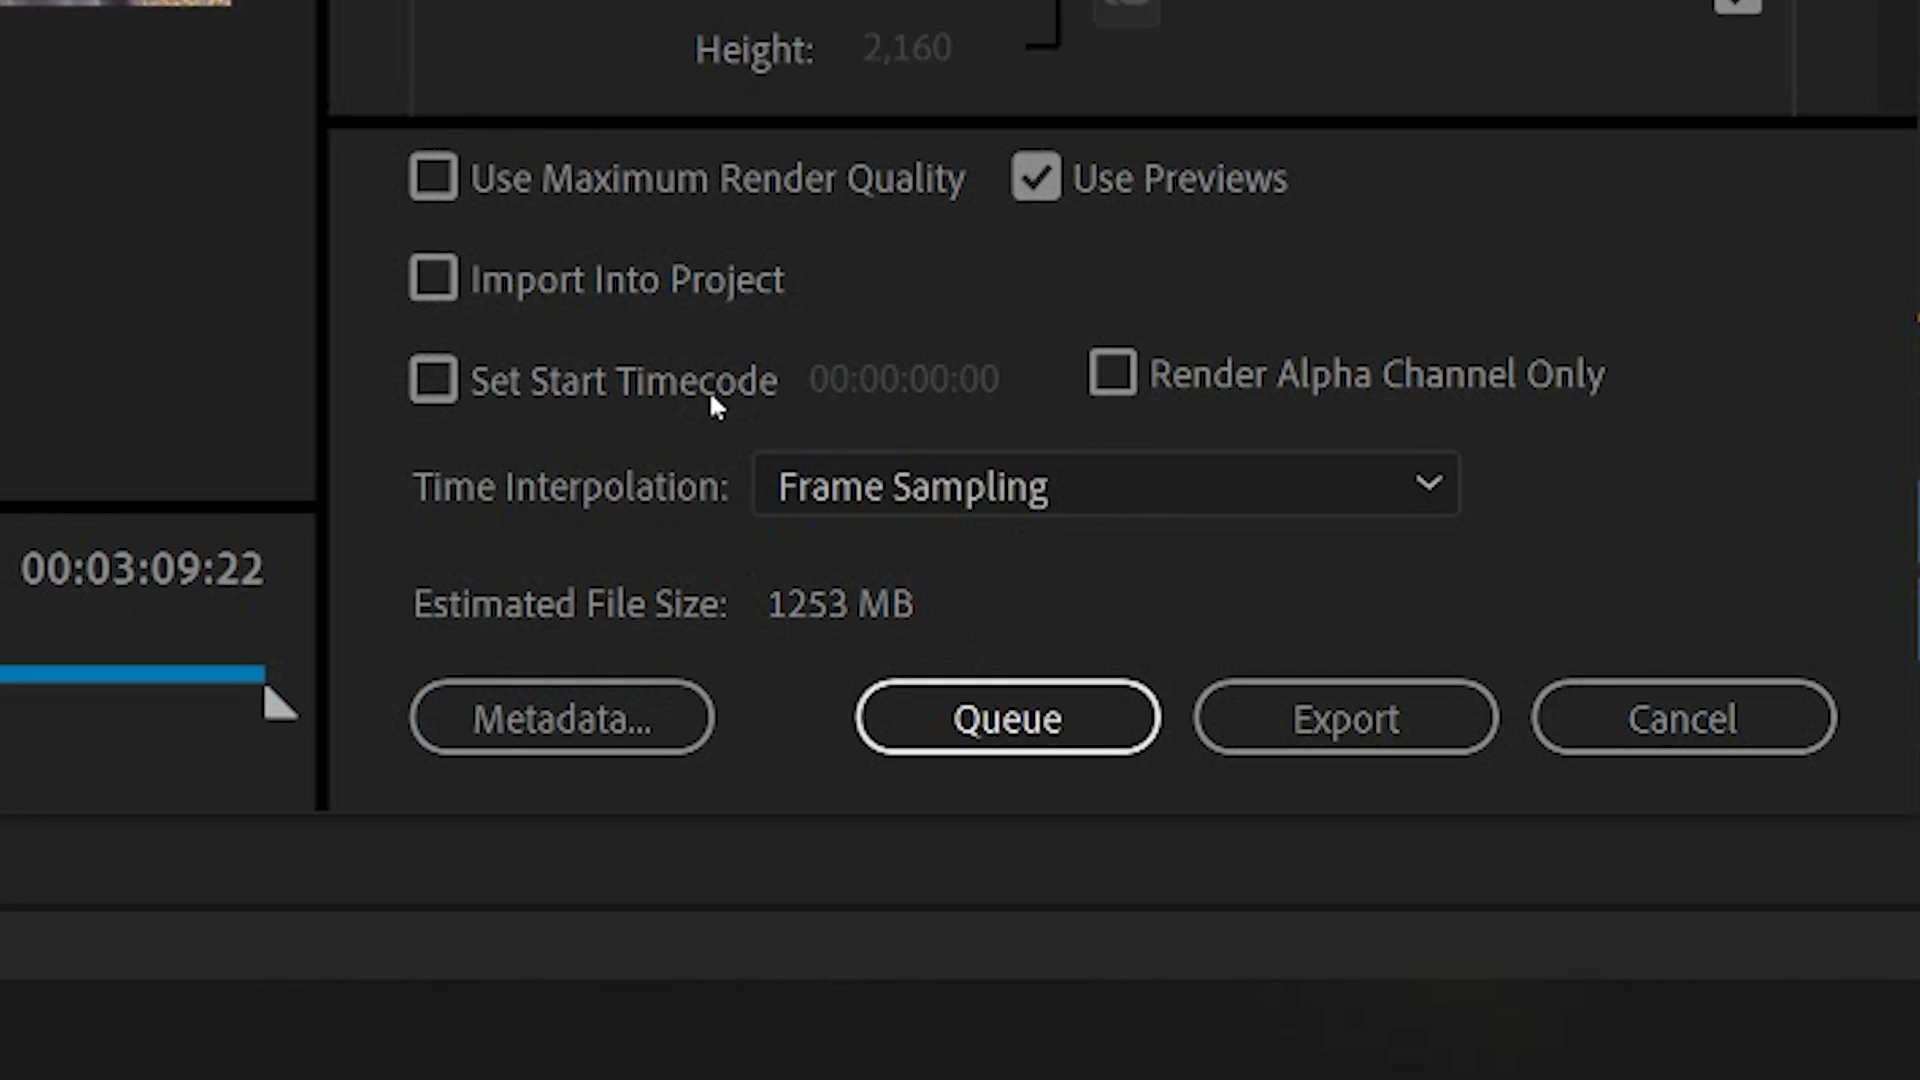 Height: 2,160
Use Maximum Render Quality Use Previews
Import Into Project
Set Start Timecode 00:00:00:00 Render Alpha Channel Only
Time Interpolation: Frame Sampling
00:03:09:22
Estimated File Size: 1253 MB
Metadata... Queue Export Cancel